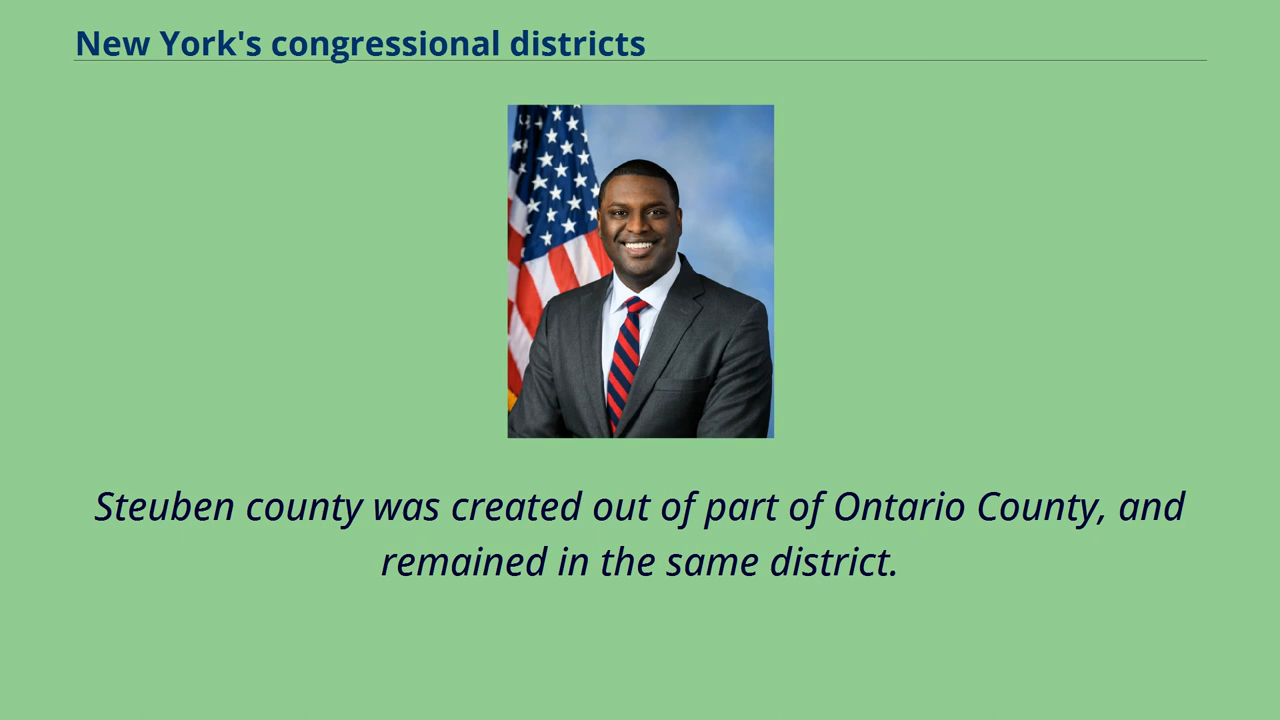 New York's congressional districts
Steuben county was created out of part of Ontario County, and
remained in the same district.